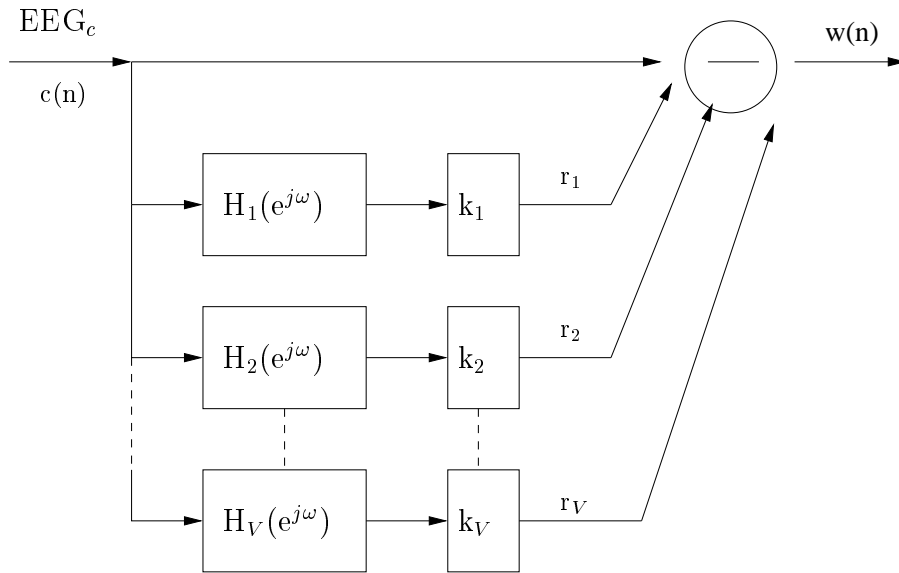 EEG_c
w(n)
c(n)
H_1(e^{jω})
k_1
r_1
H_2(e^{jω})
k_2
r_2
H_V(e^{jω})
k_V
r_V